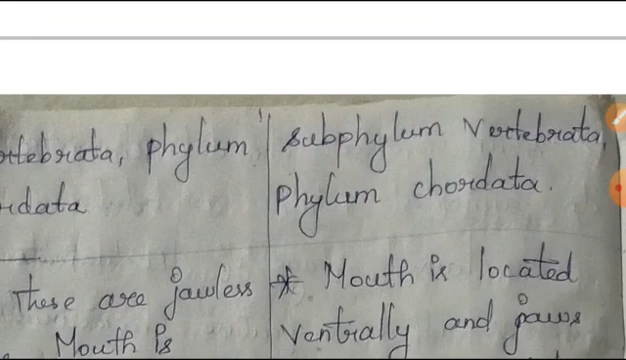 rtebrata, phylum
rdata
subphylum Vertebrata,
phylum chordata.
These are jawless
Mouth is
* Mouth is located
Ventrally and jaws